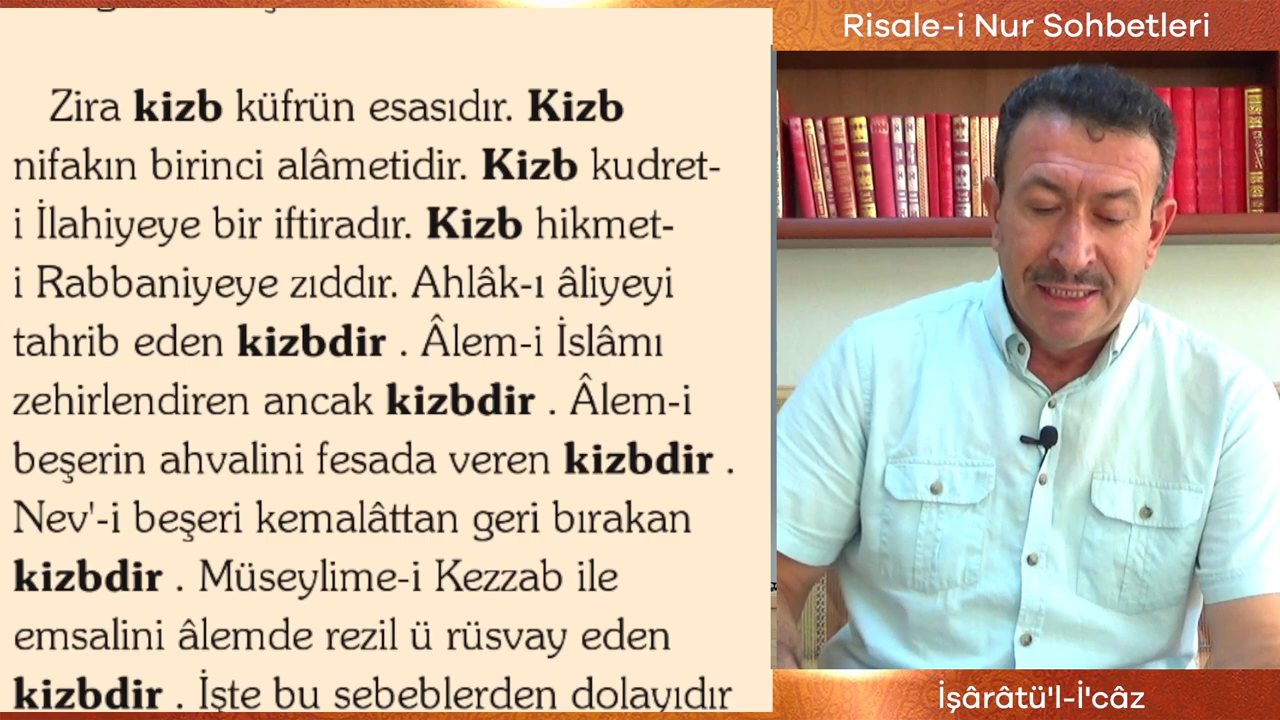 Risale-i Nur Sohbetleri
Zira kizb küfrün esasıdır. Kizb
nifakın birinci alâmetidir. Kizb kudret-
i İlahiyeye bir iftiradır. Kizb hikmet-
i Rabbaniyeye zıddır. Ahlâk-ı âliyeyi
tahrib eden kizbdir . Âlem-i İslâmı
zehirlendiren ancak kizbdir . Âlem-i
beşerin ahvalini fesada veren kizbdir .
Nev'-i beşeri kemalâttan geri bırakan
kizbdir . Müseylime-i Kezzab ile
emsalini âlemde rezil ü rüsvay eden
kizbdir . İşte bu sebeblerden dolayıdır
İşârâtü'l-İ'câz